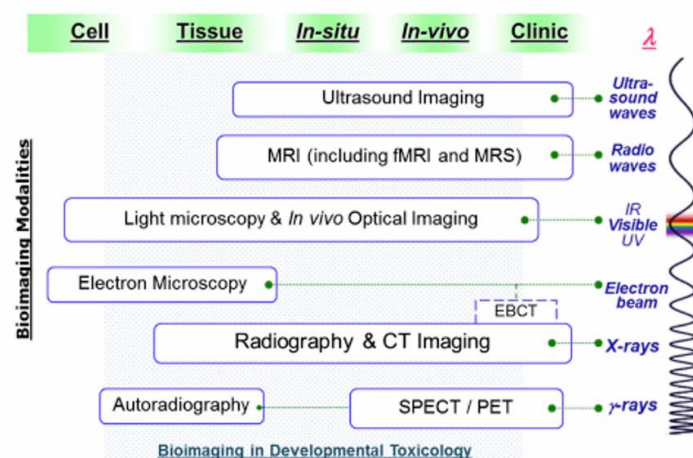 Cell Tissue In-situ In-vivo Clinic λ
Ultrasound Imaging
Ultra-
sound
waves
MRI (including fMRI and MRS)
Radio
waves
Light microscopy & In vivo Optical Imaging
IR
Visible
UV
Electron Microscopy
Electron
beam
EBCT
Radiography & CT Imaging
X-rays
Autoradiography
SPECT / PET
γ-rays
Bioimaging Modalities
Bioimaging in Developmental Toxicology